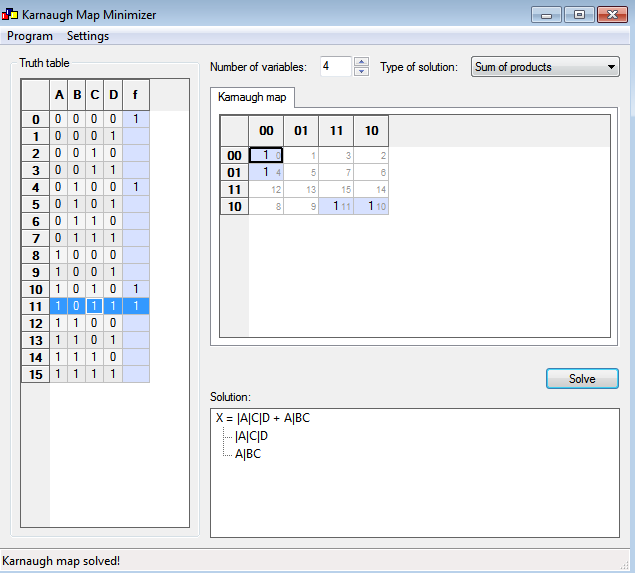 Karnaugh Map Minimizer
Program Settings
Truth table
A B C D f
0 0 0 0 0 1
1 0 0 0 1
2 0 0 1 0
3 0 0 1 1
4 0 1 0 0 1
5 0 1 0 1
6 0 1 1 0
7 0 1 1 1
8 1 0 0 0
9 1 0 0 1
10 1 0 1 0 1
11 1 0 1 1 1
12 1 1 0 0
13 1 1 0 1
14 1 1 1 0
15 1 1 1 1
Number of variables: 4 Type of solution: Sum of products
Karnaugh map
00 01 11 10
00 1 0 1 3 2
01 1 4 5 7 6
11 12 13 15 14
10 8 9 1 11 1 10
Solve
Solution:
X = |A|C|D + A|BC
|A|C|D
A|BC
Karnaugh map solved!